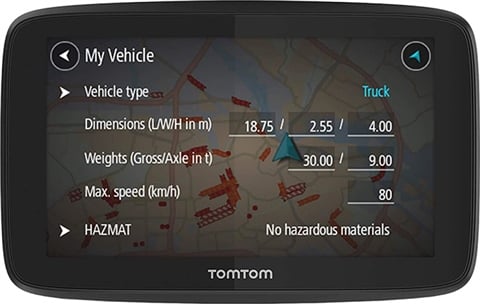 My Vehicle
Vehicle type Truck
Dimensions (L/W/H in m) 18.75 / 2.55 / 4.00
Weights (Gross/Axle in t) 30.00 / 9.00
Max. speed (km/h) 80
HAZMAT No hazardous materials
TOMTOM